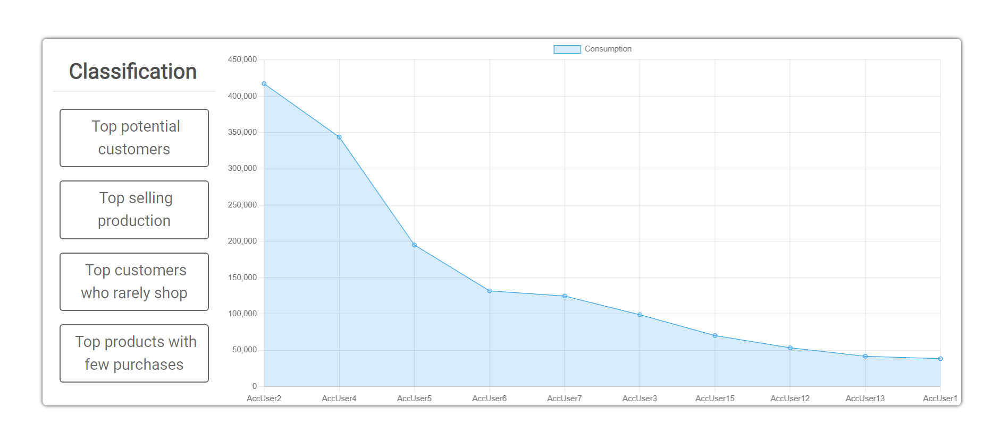 Classification
Top potential
customers
Top selling
production
Top customers
who rarely shop
Top products with
few purchases
Consumption
450,000
400,000
350,000
300,000
250,000
200,000
150,000
100,000
50,000
0
AccUser2 AccUser4 AccUser5 AccUser6 AccUser7 AccUser3 AccUser15 AccUser12 AccUser13 AccUser1